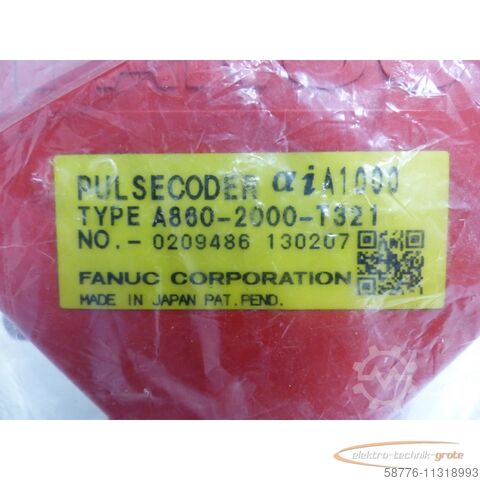 PULSECODER αiA1000
TYPE A860-2000-T321
NO.- 0209486 130207
FANUC CORPORATION
MADE IN JAPAN PAT.PEND.
elektro-technik-grote
58776-11318993